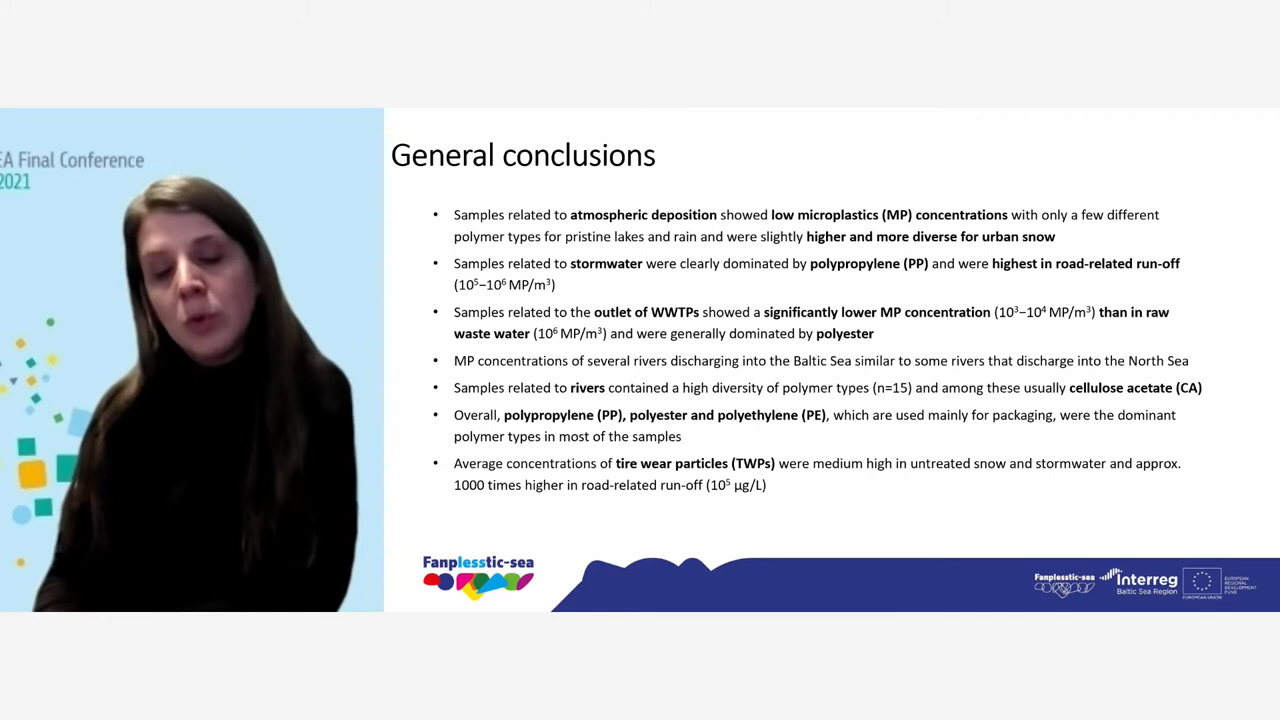 EA Final Conference
2021
General conclusions
• Samples related to atmospheric deposition showed low microplastics (MP) concentrations with only a few different
polymer types for pristine lakes and rain and were slightly higher and more diverse for urban snow
• Samples related to stormwater were clearly dominated by polypropylene (PP) and were highest in road-related run-off
(10⁵–10⁶ MP/m³)
• Samples related to the outlet of WWTPs showed a significantly lower MP concentration (10³–10⁴ MP/m³) than in raw
waste water (10⁶ MP/m³) and were generally dominated by polyester
• MP concentrations of several rivers discharging into the Baltic Sea similar to some rivers that discharge into the North Sea
• Samples related to rivers contained a high diversity of polymer types (n=15) and among these usually cellulose acetate (CA)
• Overall, polypropylene (PP), polyester and polyethylene (PE), which are used mainly for packaging, were the dominant
polymer types in most of the samples
• Average concentrations of tire wear particles (TWPs) were medium high in untreated snow and stormwater and approx.
1000 times higher in road-related run-off (10⁵ µg/L)
Fanplesstic-sea
Fanplesstic-sea
Interreg
Baltic Sea Region
EUROPEAN UNION
EUROPEAN
REGIONAL
DEVELOPMENT
FUND